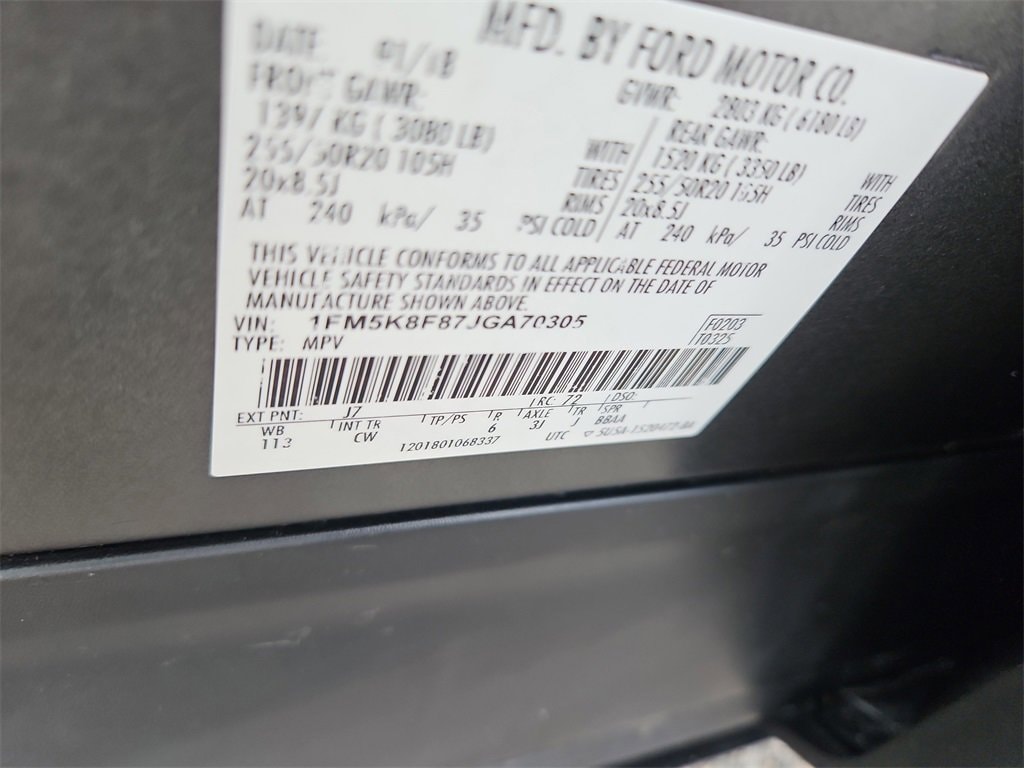 MFD. BY FORD MOTOR CO.
DATE: 01/18
GVWR: 2803 KG ( 6180 LB)
FRONT GAWR:
1397 KG ( 3080 LB)
WITH
255/50R20 105H
TIRES
20x8.5J
RIMS
AT 240 kPa/ 35 PSI COLD
REAR GAWR:
1520 KG ( 3350 LB)
WITH
255/50R20 105H
TIRES
20x8.5J
RIMS
AT 240 kPa/ 35 PSI COLD
THIS VEHICLE CONFORMS TO ALL APPLICABLE FEDERAL MOTOR
VEHICLE SAFETY STANDARDS IN EFFECT ON THE DATE OF
MANUFACTURE SHOWN ABOVE.
VIN: 1FM5K8F87JGA70305
TYPE: MPV
F0203
T0325
EXT PNT: J7 RC: 72 DSO:
WB INT TR TP/PS R AXLE TR SPR
113 CW 6 3J J BBAA
1201801068337
UTC